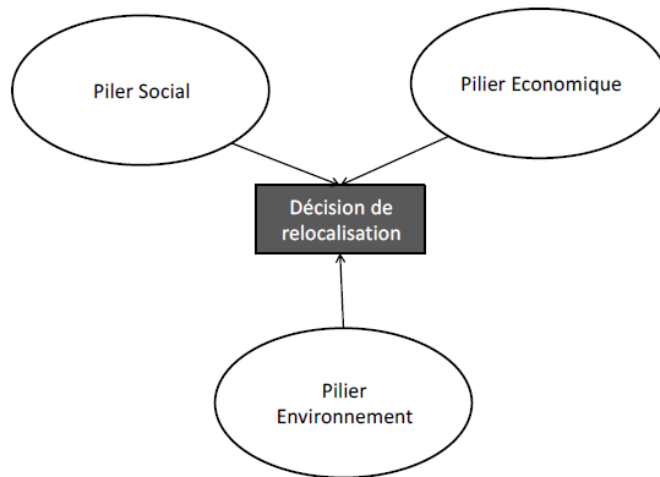 Piler Social
Pilier Economique
Décision de
relocalisation
Pilier
Environnement